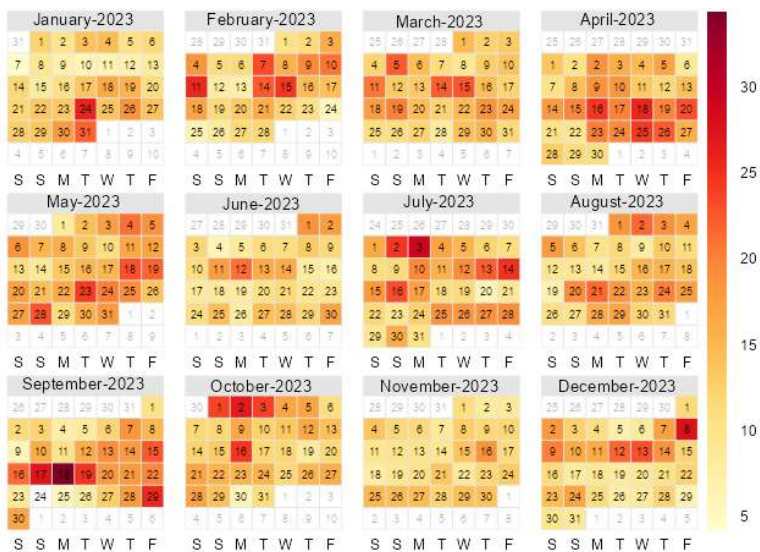 January-2023
31 1 2 3 4 5 6
7 8 9 10 11 12 13
14 15 16 17 18 19 20
21 22 23 24 25 26 27
28 29 30 31 1 2 3
4 5 6 7 8 9 10
S S M T W T F
February-2023
28 29 30 31 1 2 3
4 5 6 7 8 9 10
11 12 13 14 15 16 17
18 19 20 21 22 23 24
25 26 27 28 1 2 3
4 5 6 7 8 9 10
S S M T W T F
March-2023
25 26 27 28 1 2 3
4 5 6 7 8 9 10
11 12 13 14 15 16 17
18 19 20 21 22 23 24
25 26 27 28 29 30 31
1 2 3 4 5 6 7
S S M T W T F
April-2023
25 26 27 28 29 30 31
1 2 2 3 4 5 6
7 8 9 10 11 12 13
14 15 16 17 18 19 20
21 22 23 24 25 26 27
28 29 30 1 2 3 4
S S M T W T F
May-2023
29 30 1 2 3 4 5
6 7 8 9 10 11 12
13 14 15 16 17 18 19
20 21 22 23 24 25 26
27 28 29 30 31 1 2
3 4 5 6 7 8 9
S S M T W T F
June-2023
27 28 29 30 31 1 2
3 4 5 6 7 8 9
10 11 12 13 14 15 16
17 18 19 20 21 22 23
24 25 26 27 28 29 30
1 2 3 4 5 6 7
S S M T W T F
July-2023
24 25 26 27 28 29 30
1 2 3 4 5 6 7
8 9 10 11 12 13 14
15 16 17 18 19 20 21
22 23 24 25 26 27 28
29 30 31 1 2 3 4
S S M T W T F
August-2023
29 30 31 1 2 3 4
5 6 7 8 9 10 11
12 13 14 15 16 17 18
19 20 21 22 23 24 25
26 27 28 29 30 31 1
2 3 4 5 6 7 8
S S M T W T F
September-2023
26 27 28 29 30 31 1
2 3 4 5 6 7 8
9 10 11 12 13 14 15
16 17 18 19 20 21 22
23 24 25 26 27 28 29
30 1 2 3 4 5 6
S S M T W T F
October-2023
30 1 2 3 4 5 6
7 8 9 10 11 12 13
14 15 16 17 18 19 20
21 22 23 24 25 26 27
28 29 30 31 1 2 3
4 5 6 7 8 9 10
S S M T W T F
November-2023
28 29 30 31 1 2 3
4 5 6 7 8 9 10
11 12 13 14 15 16 17
18 19 20 21 22 23 24
25 26 27 28 29 30 1
2 3 4 5 6 7 8
S S M T W T F
December-2023
25 26 27 28 29 30 1
2 3 4 5 6 7 8
9 10 11 12 13 14 15
16 17 18 19 20 21 22
23 24 25 26 27 28 29
30 31 1 2 3 4 5
S S M T W T F
30
25
20
15
10
5